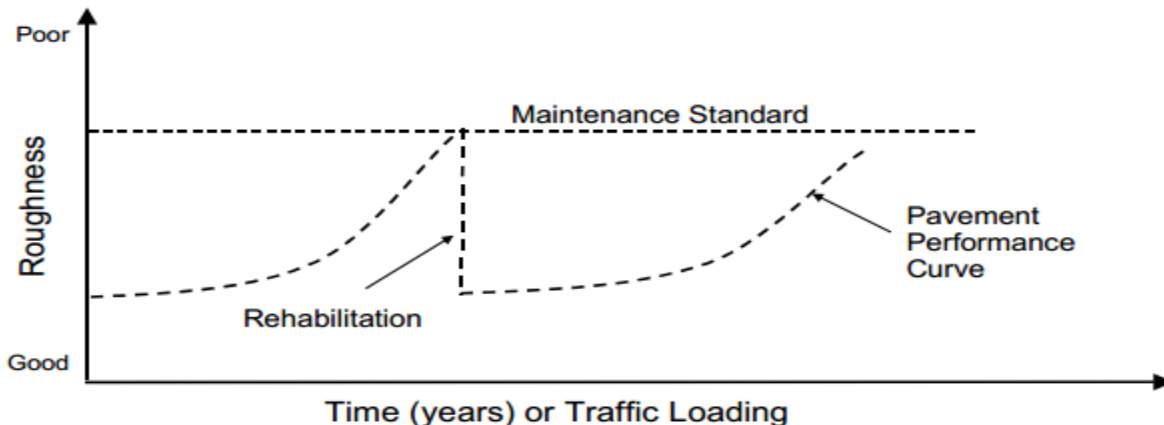 Poor
Maintenance Standard
Roughness
Pavement
Performance
Curve
Rehabilitation
Good
Time (years) or Traffic Loading